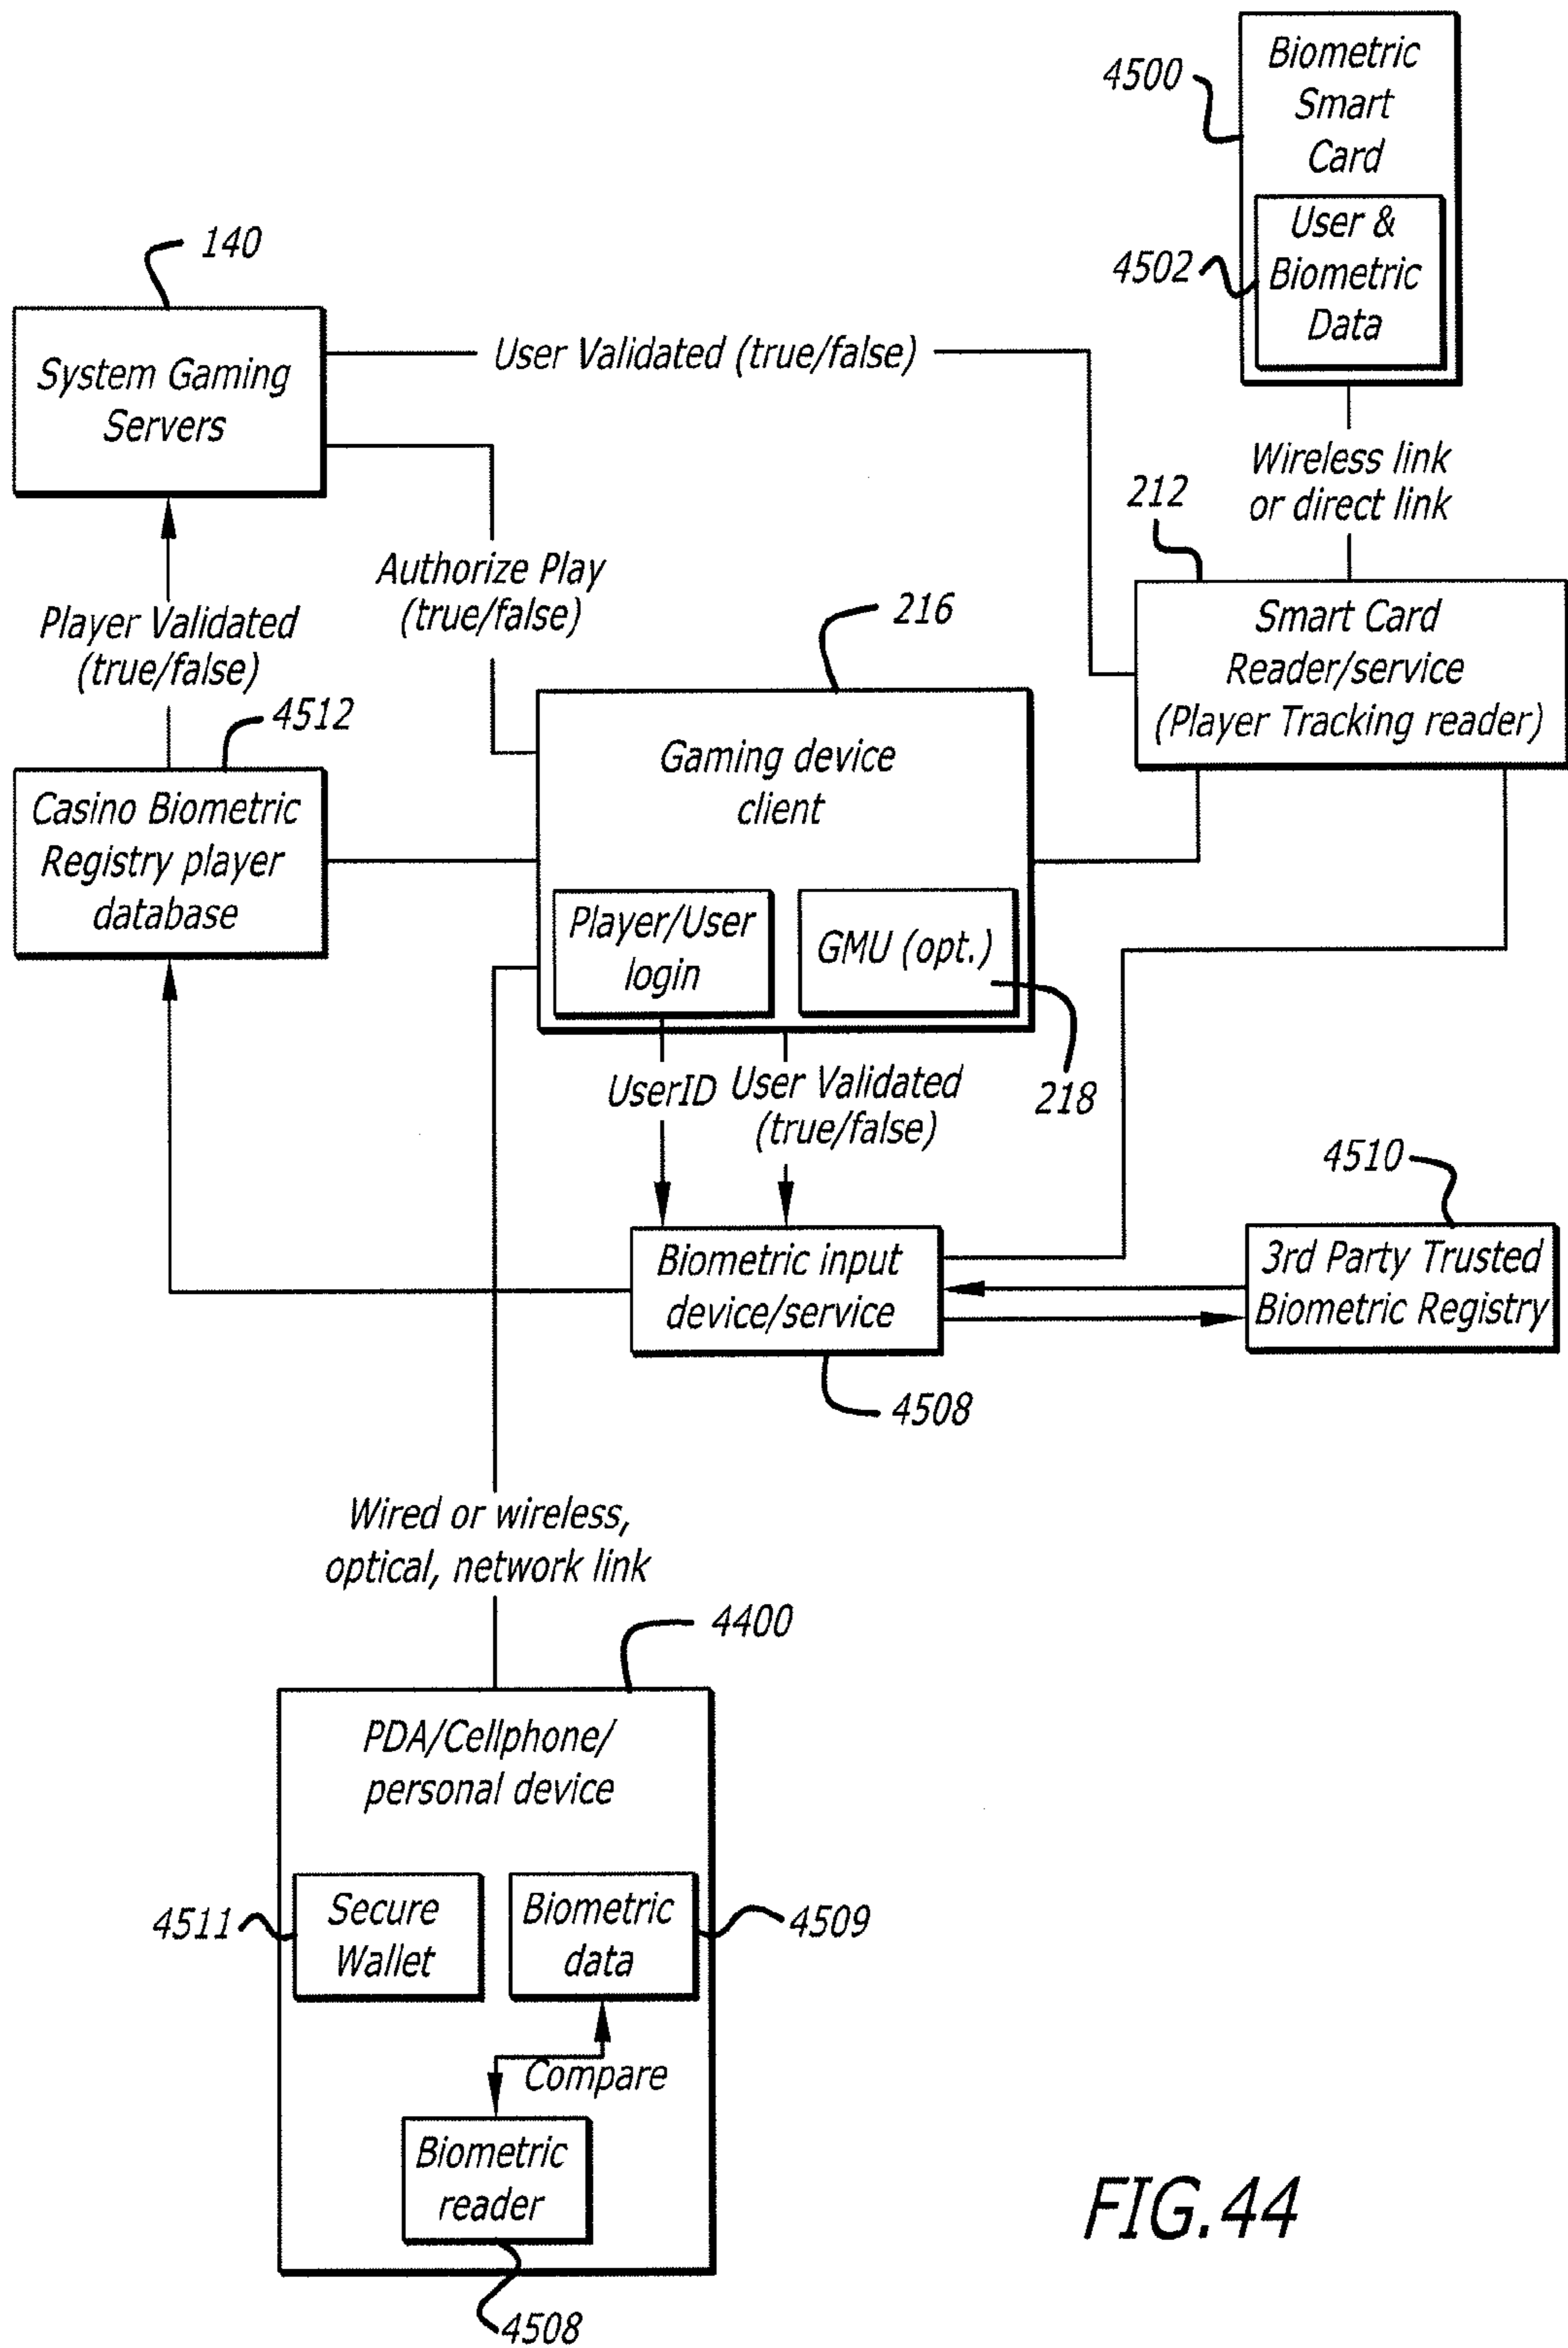 4500
Biometric
Smart
Card
4502
User &
Biometric
Data
140
System Gaming
Servers
User Validated (true/false)
Wireless link
or direct link
212
Authorize Play
(true/false)
Player Validated
(true/false)
216
Smart Card
Reader/service
(Player Tracking reader)
4512
Casino Biometric
Registry player
database
Gaming device
client
Player/User
login
GMU (opt.)
218
UserID
User Validated
(true/false)
4510
Biometric input
device/service
3rd Party Trusted
Biometric Registry
4508
Wired or wireless,
optical, network link
4400
PDA/Cellphone/
personal device
4511
Secure
Wallet
Biometric
data
4509
Compare
Biometric
reader
4508
FIG.44